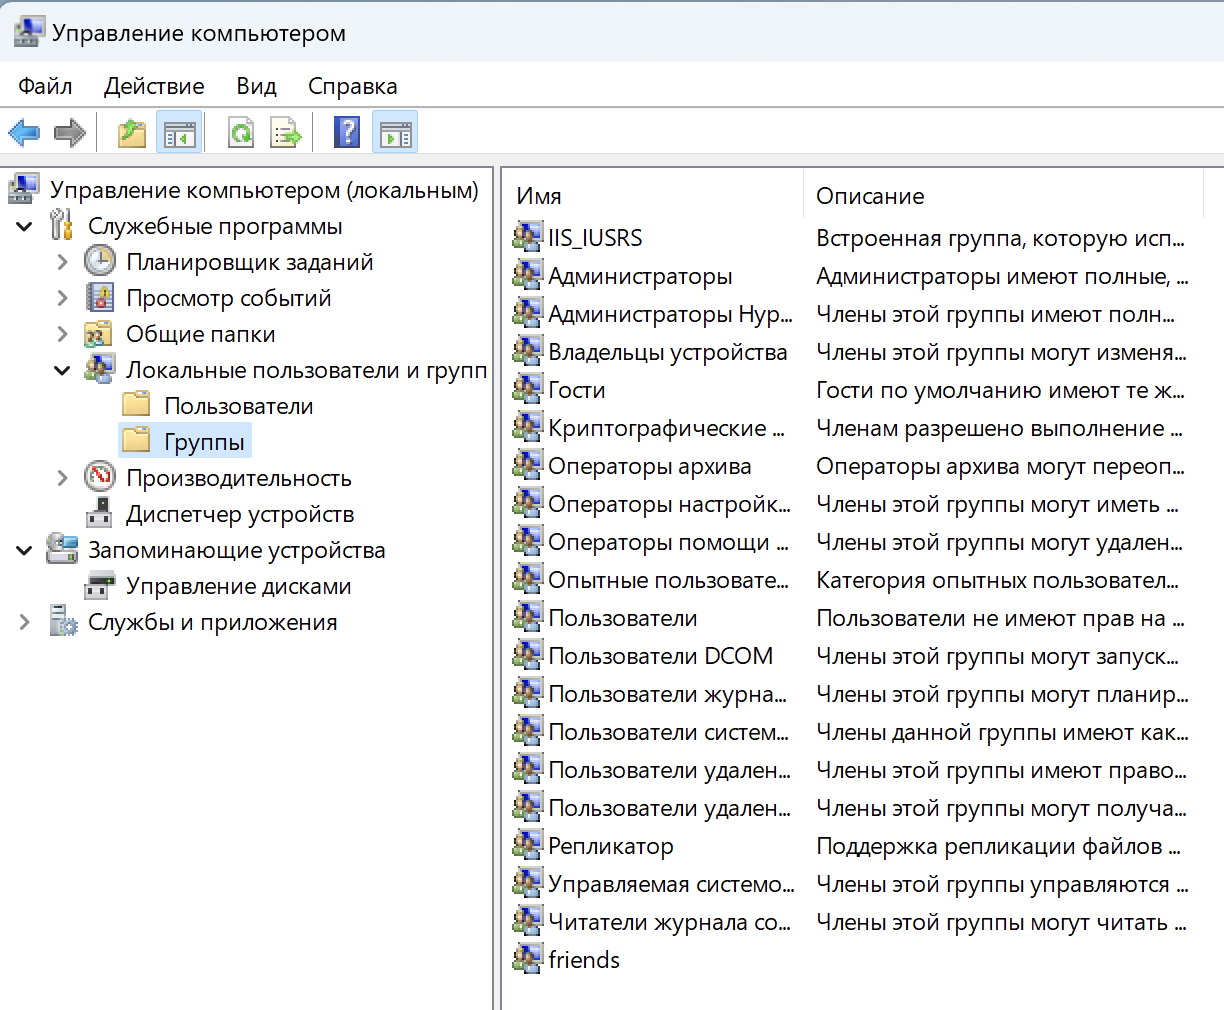 Управление компьютером
Файл Действие Вид Справка
Управление компьютером (локальным)
Служебные программы
Планировщик заданий
Просмотр событий
Общие папки
Локальные пользователи и групп
Пользователи
Группы
Производительность
Диспетчер устройств
Запоминающие устройства
Управление дисками
Службы и приложения
Имя Описание
IIS_IUSRS Встроенная группа, которую исп...
Администраторы Администраторы имеют полные, ...
Администраторы Hyp... Члены этой группы имеют полн...
Владельцы устройства Члены этой группы могут изменя...
Гости Гости по умолчанию имеют те ж...
Криптографические ... Членам разрешено выполнение ...
Операторы архива Операторы архива могут переоп...
Операторы настройк... Члены этой группы могут иметь ...
Операторы помощи ... Члены этой группы могут удален...
Опытные пользовате... Категория опытных пользовател...
Пользователи Пользователи не имеют прав на ...
Пользователи DCOM Члены этой группы могут запуск...
Пользователи журна... Члены этой группы могут планир...
Пользователи систем... Члены данной группы имеют как...
Пользователи удален... Члены этой группы имеют право...
Пользователи удален... Члены этой группы могут получа...
Репликатор Поддержка репликации файлов ...
Управляемая системо... Члены этой группы управляются ...
Читатели журнала со... Члены этой группы могут читать ...
friends